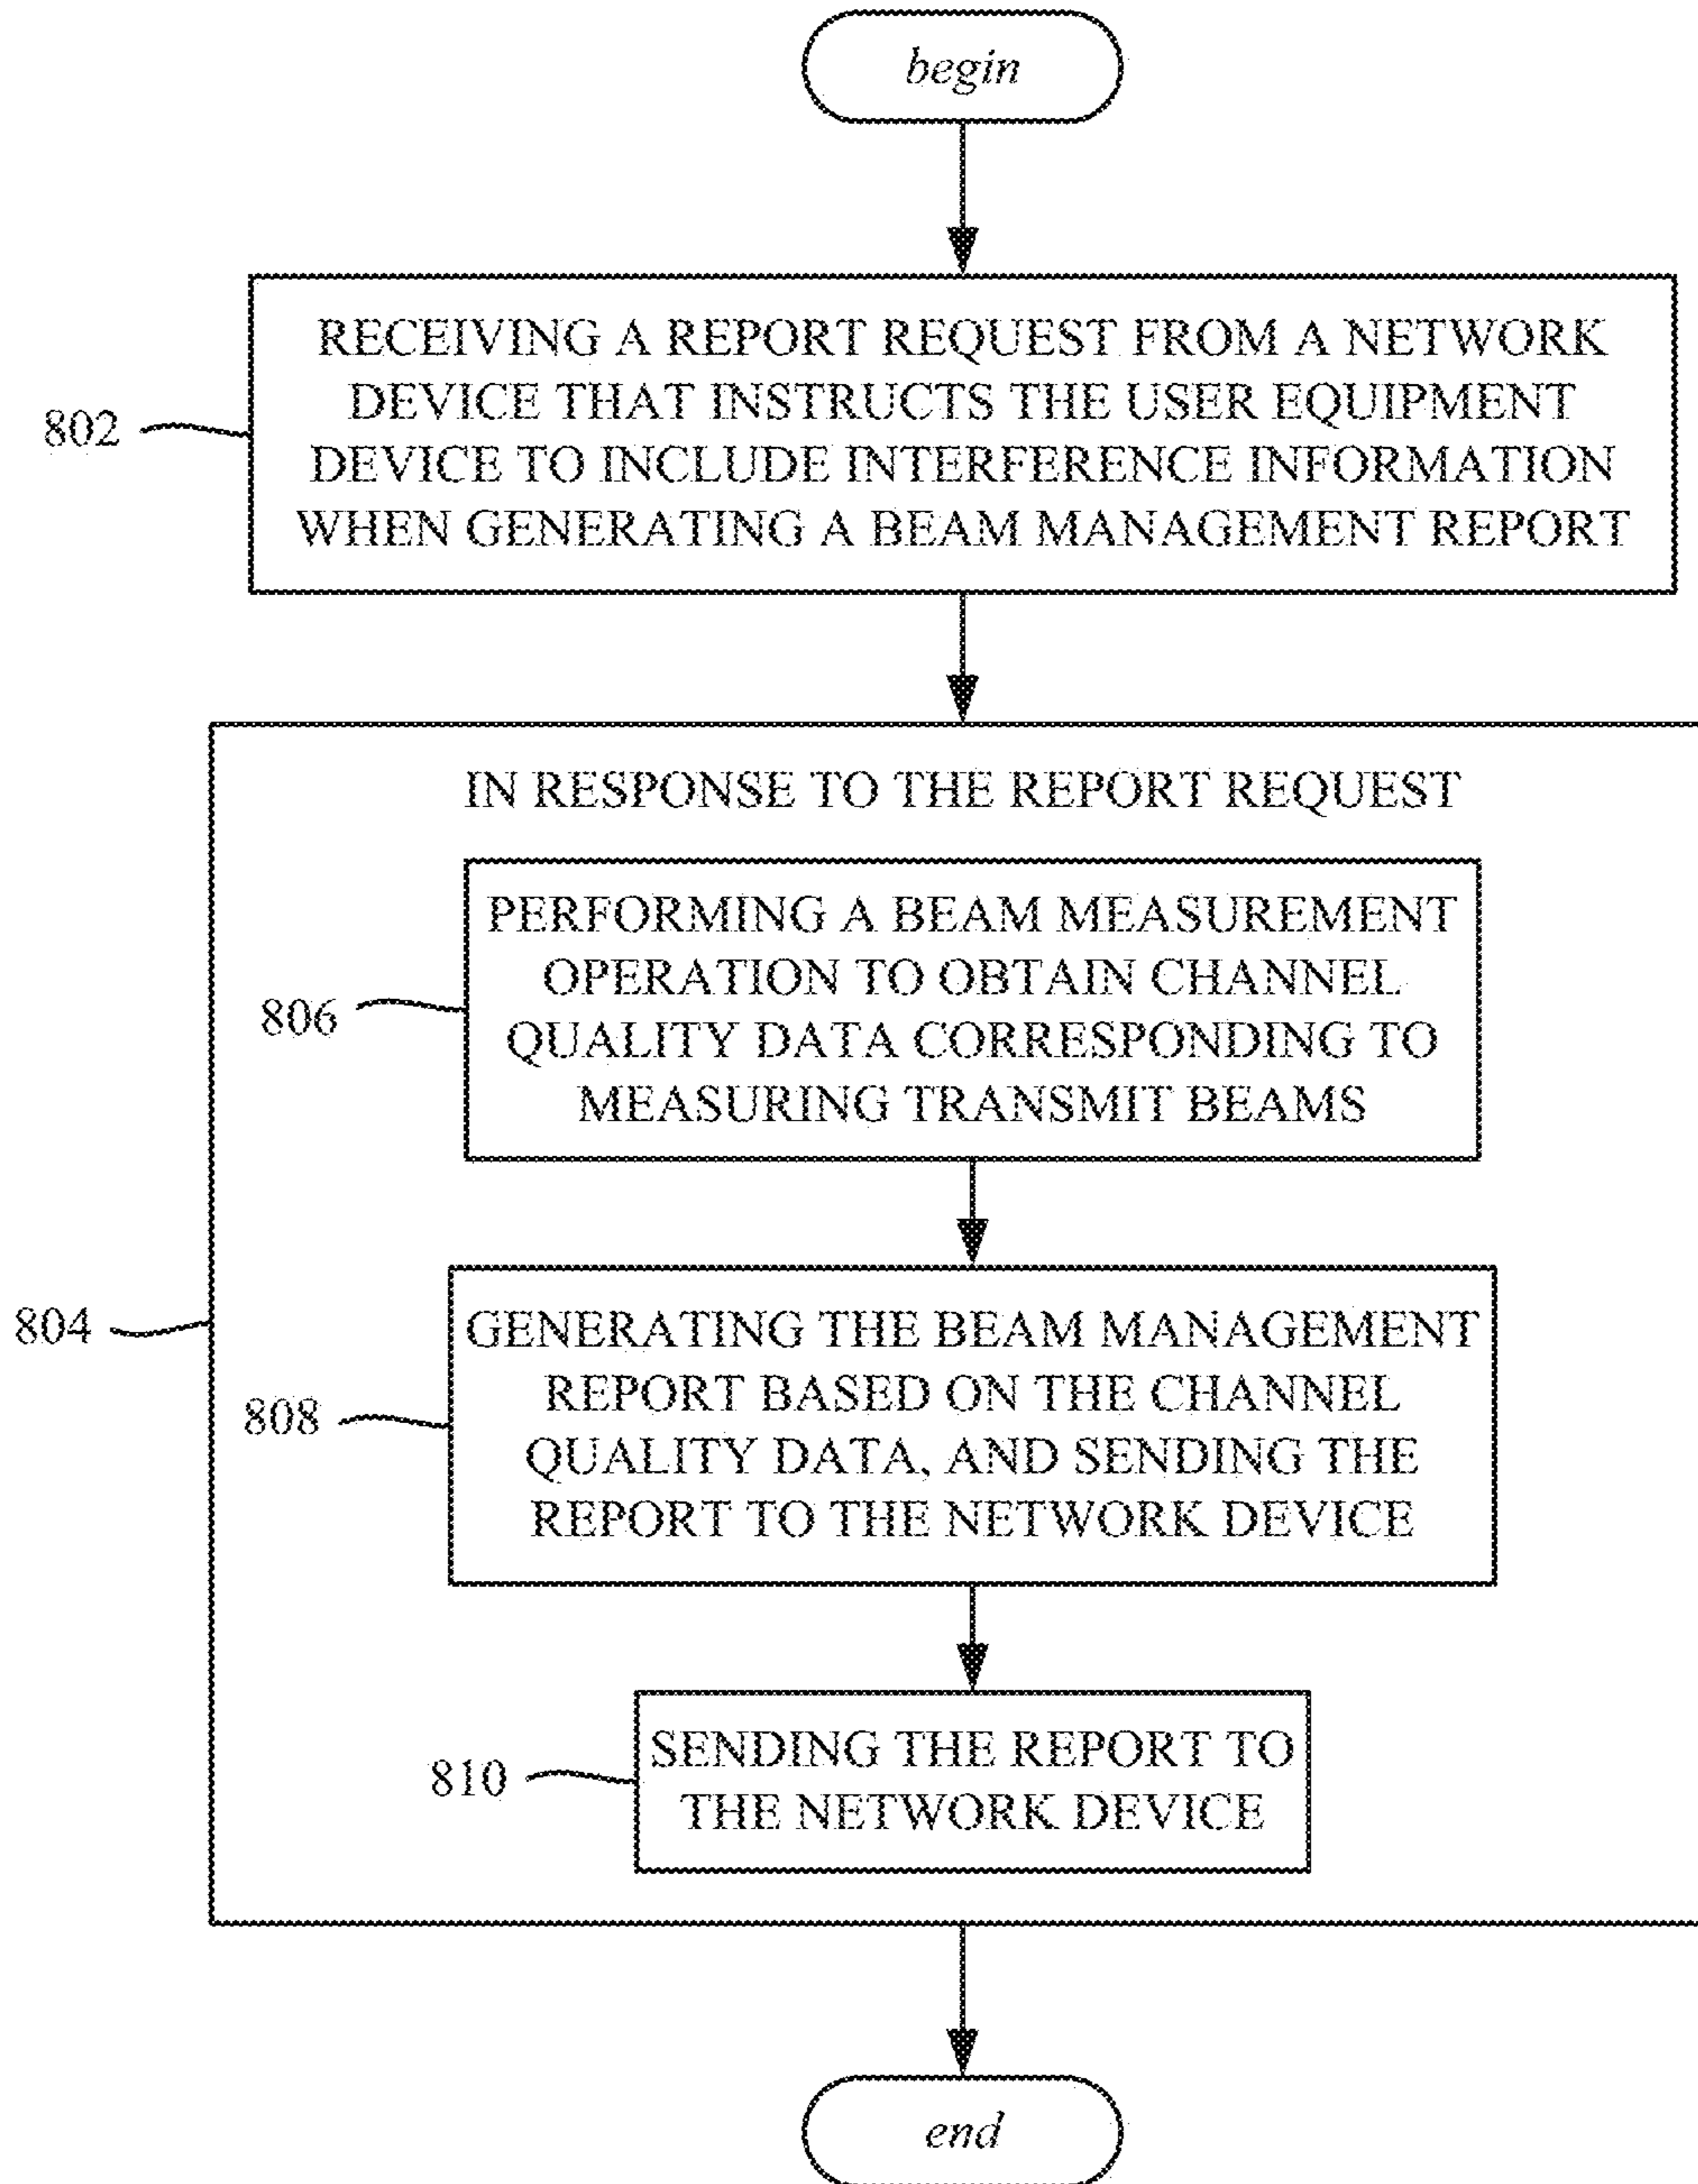 begin
RECEIVING A REPORT REQUEST FROM A NETWORK
DEVICE THAT INSTRUCTS THE USER EQUIPMENT
DEVICE TO INCLUDE INTERFERENCE INFORMATION
WHEN GENERATING A BEAM MANAGEMENT REPORT
802
IN RESPONSE TO THE REPORT REQUEST
PERFORMING A BEAM MEASUREMENT
OPERATION TO OBTAIN CHANNEL
QUALITY DATA CORRESPONDING TO
MEASURING TRANSMIT BEAMS
806
804
GENERATING THE BEAM MANAGEMENT
REPORT BASED ON THE CHANNEL
QUALITY DATA, AND SENDING THE
REPORT TO THE NETWORK DEVICE
808
SENDING THE REPORT TO
THE NETWORK DEVICE
810
end